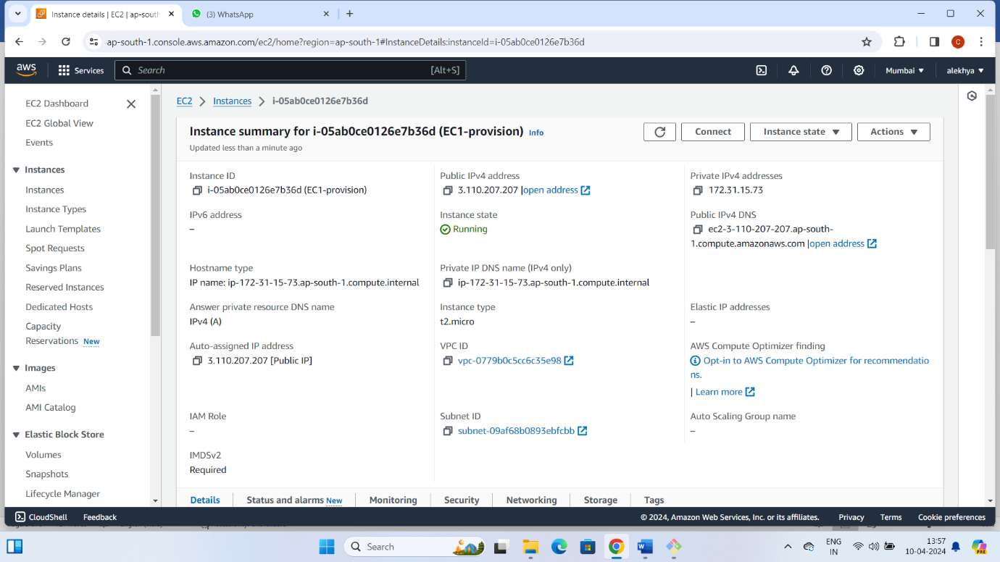 Instance details | EC2 | ap-sout
(3) WhatsApp
ap-south-1.console.aws.amazon.com/ec2/home?region=ap-south-1#InstanceDetails:instanceId=i-05ab0ce0126e7b36d
C
aws
Services
Search
[Alt+S]
Mumbai
alekhya
EC2 Dashboard
EC2 Global View
Events
Instances
Instances
Instance Types
Launch Templates
Spot Requests
Savings Plans
Reserved Instances
Dedicated Hosts
Capacity
Reservations New
Images
AMIs
AMI Catalog
Elastic Block Store
Volumes
Snapshots
Lifecycle Manager
EC2 > Instances > i-05ab0ce0126e7b36d
Instance summary for i-05ab0ce0126e7b36d (EC1-provision) Info
Updated less than a minute ago
Connect
Instance state
Actions
Instance ID
i-05ab0ce0126e7b36d (EC1-provision)
Public IPv4 address
3.110.207.207 |open address
Private IPv4 addresses
172.31.15.73
IPv6 address
–
Instance state
Running
Public IPv4 DNS
ec2-3-110-207-207.ap-south-
1.compute.amazonaws.com |open address
Hostname type
IP name: ip-172-31-15-73.ap-south-1.compute.internal
Private IP DNS name (IPv4 only)
ip-172-31-15-73.ap-south-1.compute.internal
Answer private resource DNS name
IPv4 (A)
Instance type
t2.micro
Elastic IP addresses
–
Auto-assigned IP address
3.110.207.207 [Public IP]
VPC ID
vpc-0779b0c5cc6c35e98
AWS Compute Optimizer finding
Opt-in to AWS Compute Optimizer for recommendatio
ns.
| Learn more
IAM Role
–
Subnet ID
subnet-09af68b0893ebfcbb
Auto Scaling Group name
–
IMDSv2
Required
Details
Status and alarms New
Monitoring
Security
Networking
Storage
Tags
CloudShell
Feedback
© 2024, Amazon Web Services, Inc. or its affiliates.
Privacy
Terms
Cookie preferences
Search
ENG
IN
13:57
10-04-2024
PRE